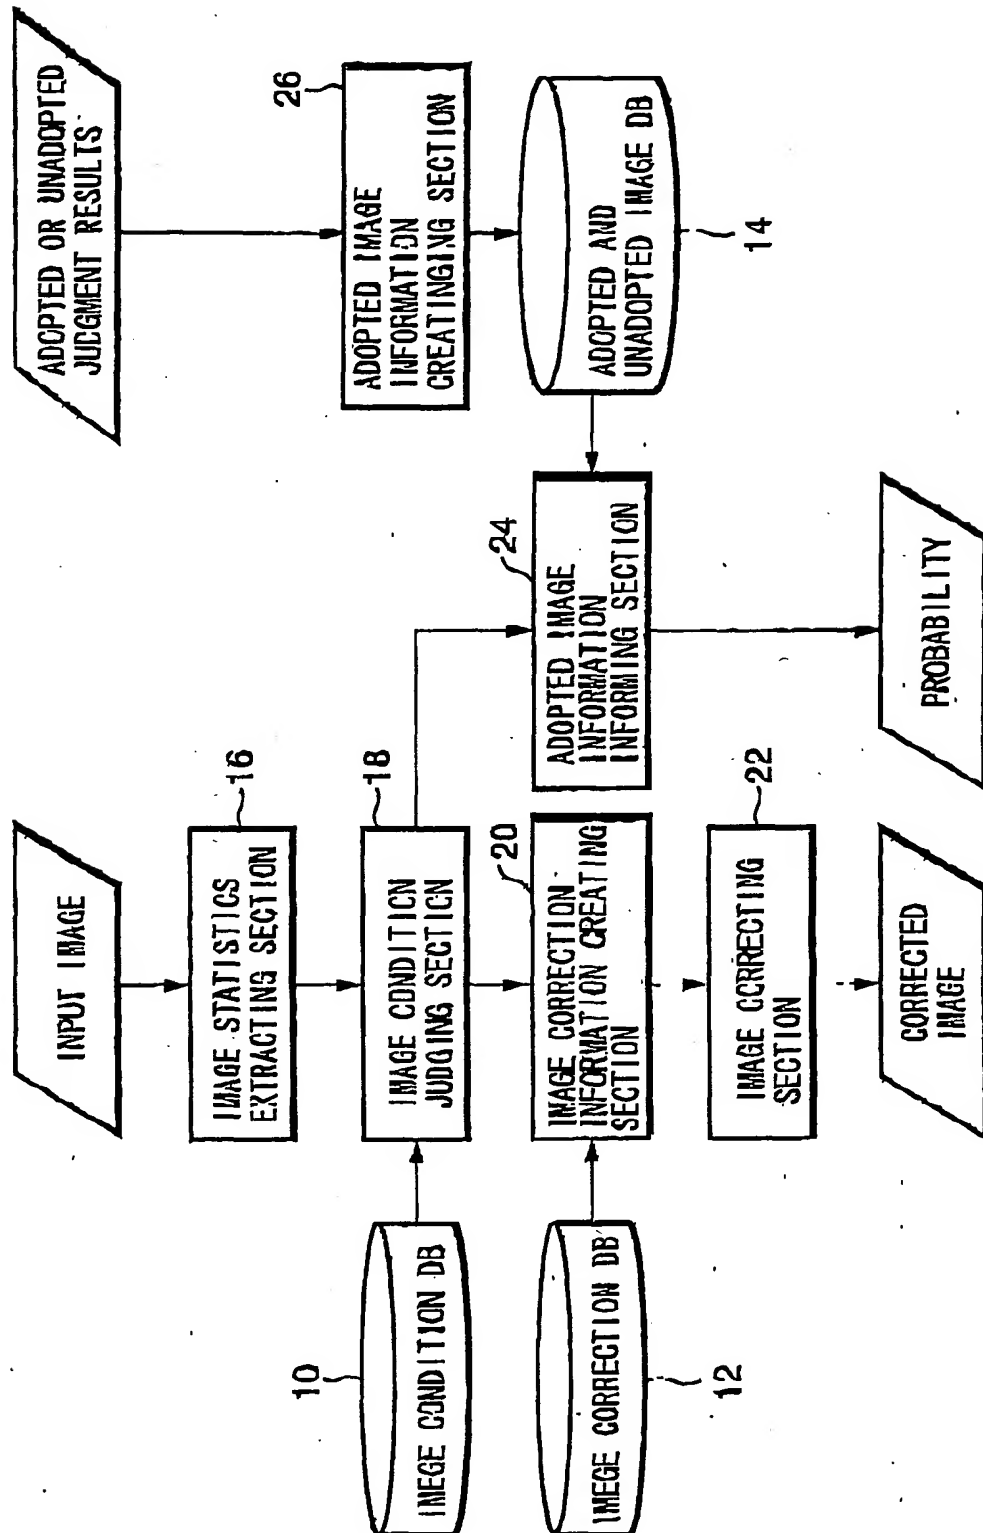 INPUT IMAGE
16
IMAGE STATISTICS
EXTRACTING SECTION
10
IMEGE CONDITION DB
18
IMAGE CONDITION
JUDGING SECTION
12
IMEGE CORRECTION DB
20
IMAGE CORRECTION
INFORMATION CREATING
SECTION
22
IMAGE CORRECTING
SECTION
CORRECTED
IMAGE
ADOPTED OR UNADOPTED
JUDGMENT RESULTS
26
ADOPTED IMAGE
INFORMATION
CREATINGING SECTION
ADOPTED AND
UNADOPTED IMAGE DB
14
24
ADOPTED IMAGE
INFORMATION
INFORMING SECTION
PROBABILITY